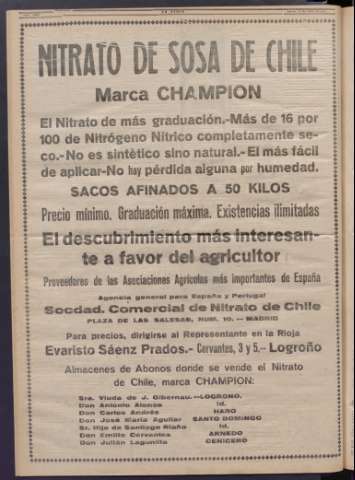 NITRATO DE SOSA DE CHILE
Marca CHAMPION
El Nitrato de más graduación.-Más de 16 por
100 de Nitrógeno Nítrico completamente se-
co.-No es sintético sino natural.-El más fácil
de aplicar-No hay pérdida alguna por humedad.
SACOS AFINADOS A 50 KILOS
Precio mínimo. Graduación máxima. Existencias ilimitadas
El descubrimiento más interesan-
te a favor del agricultor
Proveedores de las Asociaciones Agrícolas más importantes de España
Agencia general para España y Portugal
Socdad. Comercial de Nitrato de Chile
PLAZA DE LAS SALESAS, NUM. 10.-- MADRID
Para precios, dirigirse al Representante en la Rioja
Evaristo Sáenz Prados.- Cervantes, 3 y 5.- Logroño
Almacenes de Abonos donde se vende el Nitrato
de Chile, marca CHAMPION:
Sra. Viuda de J. Gibernau.--LOGROÑO.
Don Antonio Alonso Id.
Don Carlos Andrés HARO
Don José María Aguilar SANTO DOMINGO
Sr. Hijo de Santiago Riaño Id.
Don Emilio Cervantes ARNEDO
Don Julián Lagunilla CENICERO